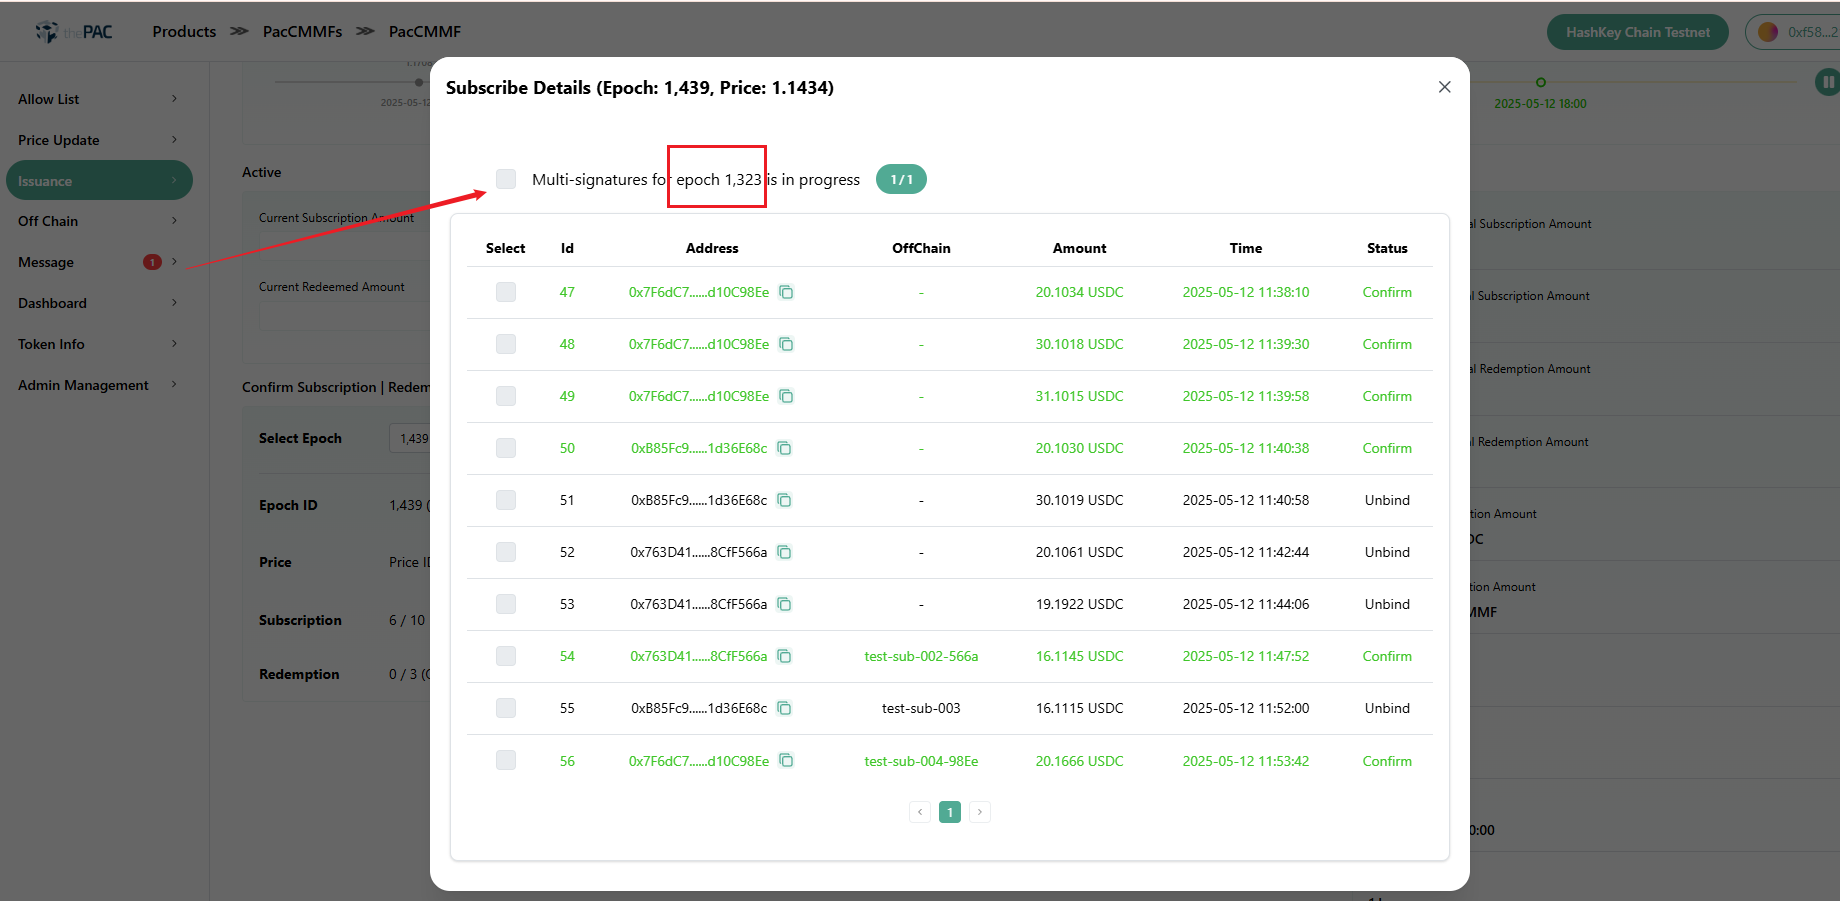 thePAC Products PacCMMFs PacCMMF HashKey Chain Testnet 0xf58...2
Subscribe Details (Epoch: 1,439, Price: 1.1434)
2025-05-12
2025-05-12 18:00
Allow List
Price Update
Issuance
Off Chain
Message 1
Dashboard
Token Info
Admin Management
Active
Current Subscription Amount
Current Redeemed Amount
Confirm Subscription | Redem
Select Epoch 1,439
Epoch ID 1,439 (
Price Price ID
Subscription 6 / 10
Redemption 0 / 3 (
Multi-signatures for epoch 1,323 is in progress 1 / 1
Select Id Address OffChain Amount Time Status
47 0x7F6dC7......d10C98Ee - 20.1034 USDC 2025-05-12 11:38:10 Confirm
48 0x7F6dC7......d10C98Ee - 30.1018 USDC 2025-05-12 11:39:30 Confirm
49 0x7F6dC7......d10C98Ee - 31.1015 USDC 2025-05-12 11:39:58 Confirm
50 0xB85Fc9......1d36E68c - 20.1030 USDC 2025-05-12 11:40:38 Confirm
51 0xB85Fc9......1d36E68c - 30.1019 USDC 2025-05-12 11:40:58 Unbind
52 0x763D41......8CfF566a - 20.1061 USDC 2025-05-12 11:42:44 Unbind
53 0x763D41......8CfF566a - 19.1922 USDC 2025-05-12 11:44:06 Unbind
54 0x763D41......8CfF566a test-sub-002-566a 16.1145 USDC 2025-05-12 11:47:52 Confirm
55 0xB85Fc9......1d36E68c test-sub-003 16.1115 USDC 2025-05-12 11:52:00 Unbind
56 0x7F6dC7......d10C98Ee test-sub-004-98Ee 20.1666 USDC 2025-05-12 11:53:42 Confirm
1
al Subscription Amount
l Subscription Amount
al Redemption Amount
l Redemption Amount
tion Amount
DC
tion Amount
MMF
0:00